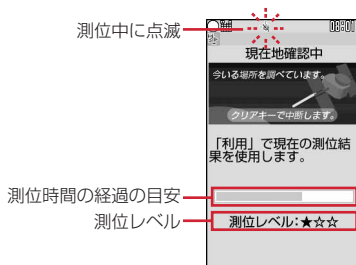 測位中に点滅
08:01
現在地確認中
今いる場所を調べています。
クリアキーで中断します。
「利用」で現在の測位結
果を使用します。
測位時間の経過の目安
測位レベル
測位レベル:★☆☆